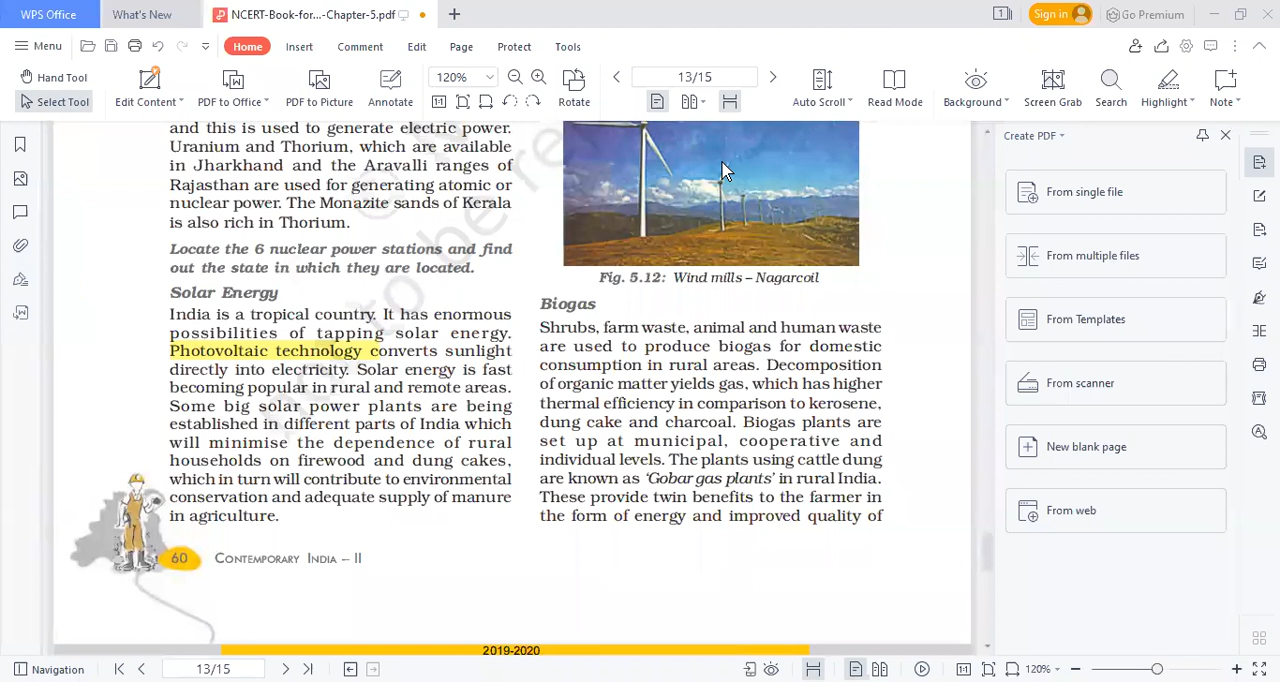 WPS Office
What's New
NCERT-Book-for...-Chapter-5.pdf
1
Sign in
Go Premium
Menu
Home
Insert
Comment
Edit
Page
Protect
Tools
Hand Tool
Select Tool
Edit Content
PDF to Office
PDF to Picture
Annotate
120%
Rotate
13/15
Auto Scroll
Read Mode
Background
Screen Grab
Search
Highlight
Note
and this is used to generate electric power.
Uranium and Thorium, which are available
in Jharkhand and the Aravalli ranges of
Rajasthan are used for generating atomic or
nuclear power. The Monazite sands of Kerala
is also rich in Thorium.
Locate the 6 nuclear power stations and find
out the state in which they are located.
Solar Energy
India is a tropical country. It has enormous
possibilities of tapping solar energy.
Photovoltaic technology converts sunlight
directly into electricity. Solar energy is fast
becoming popular in rural and remote areas.
Some big solar power plants are being
established in different parts of India which
will minimise the dependence of rural
households on firewood and dung cakes,
which in turn will contribute to environmental
conservation and adequate supply of manure
in agriculture.
60
CONTEMPORARY INDIA – II
Fig. 5.12: Wind mills – Nagarcoil
Biogas
Shrubs, farm waste, animal and human waste
are used to produce biogas for domestic
consumption in rural areas. Decomposition
of organic matter yields gas, which has higher
thermal efficiency in comparison to kerosene,
dung cake and charcoal. Biogas plants are
set up at municipal, cooperative and
individual levels. The plants using cattle dung
are known as 'Gobar gas plants' in rural India.
These provide twin benefits to the farmer in
the form of energy and improved quality of
not to be re
2019-2020
Create PDF
From single file
From multiple files
From Templates
From scanner
New blank page
From web
Navigation
13/15
120%